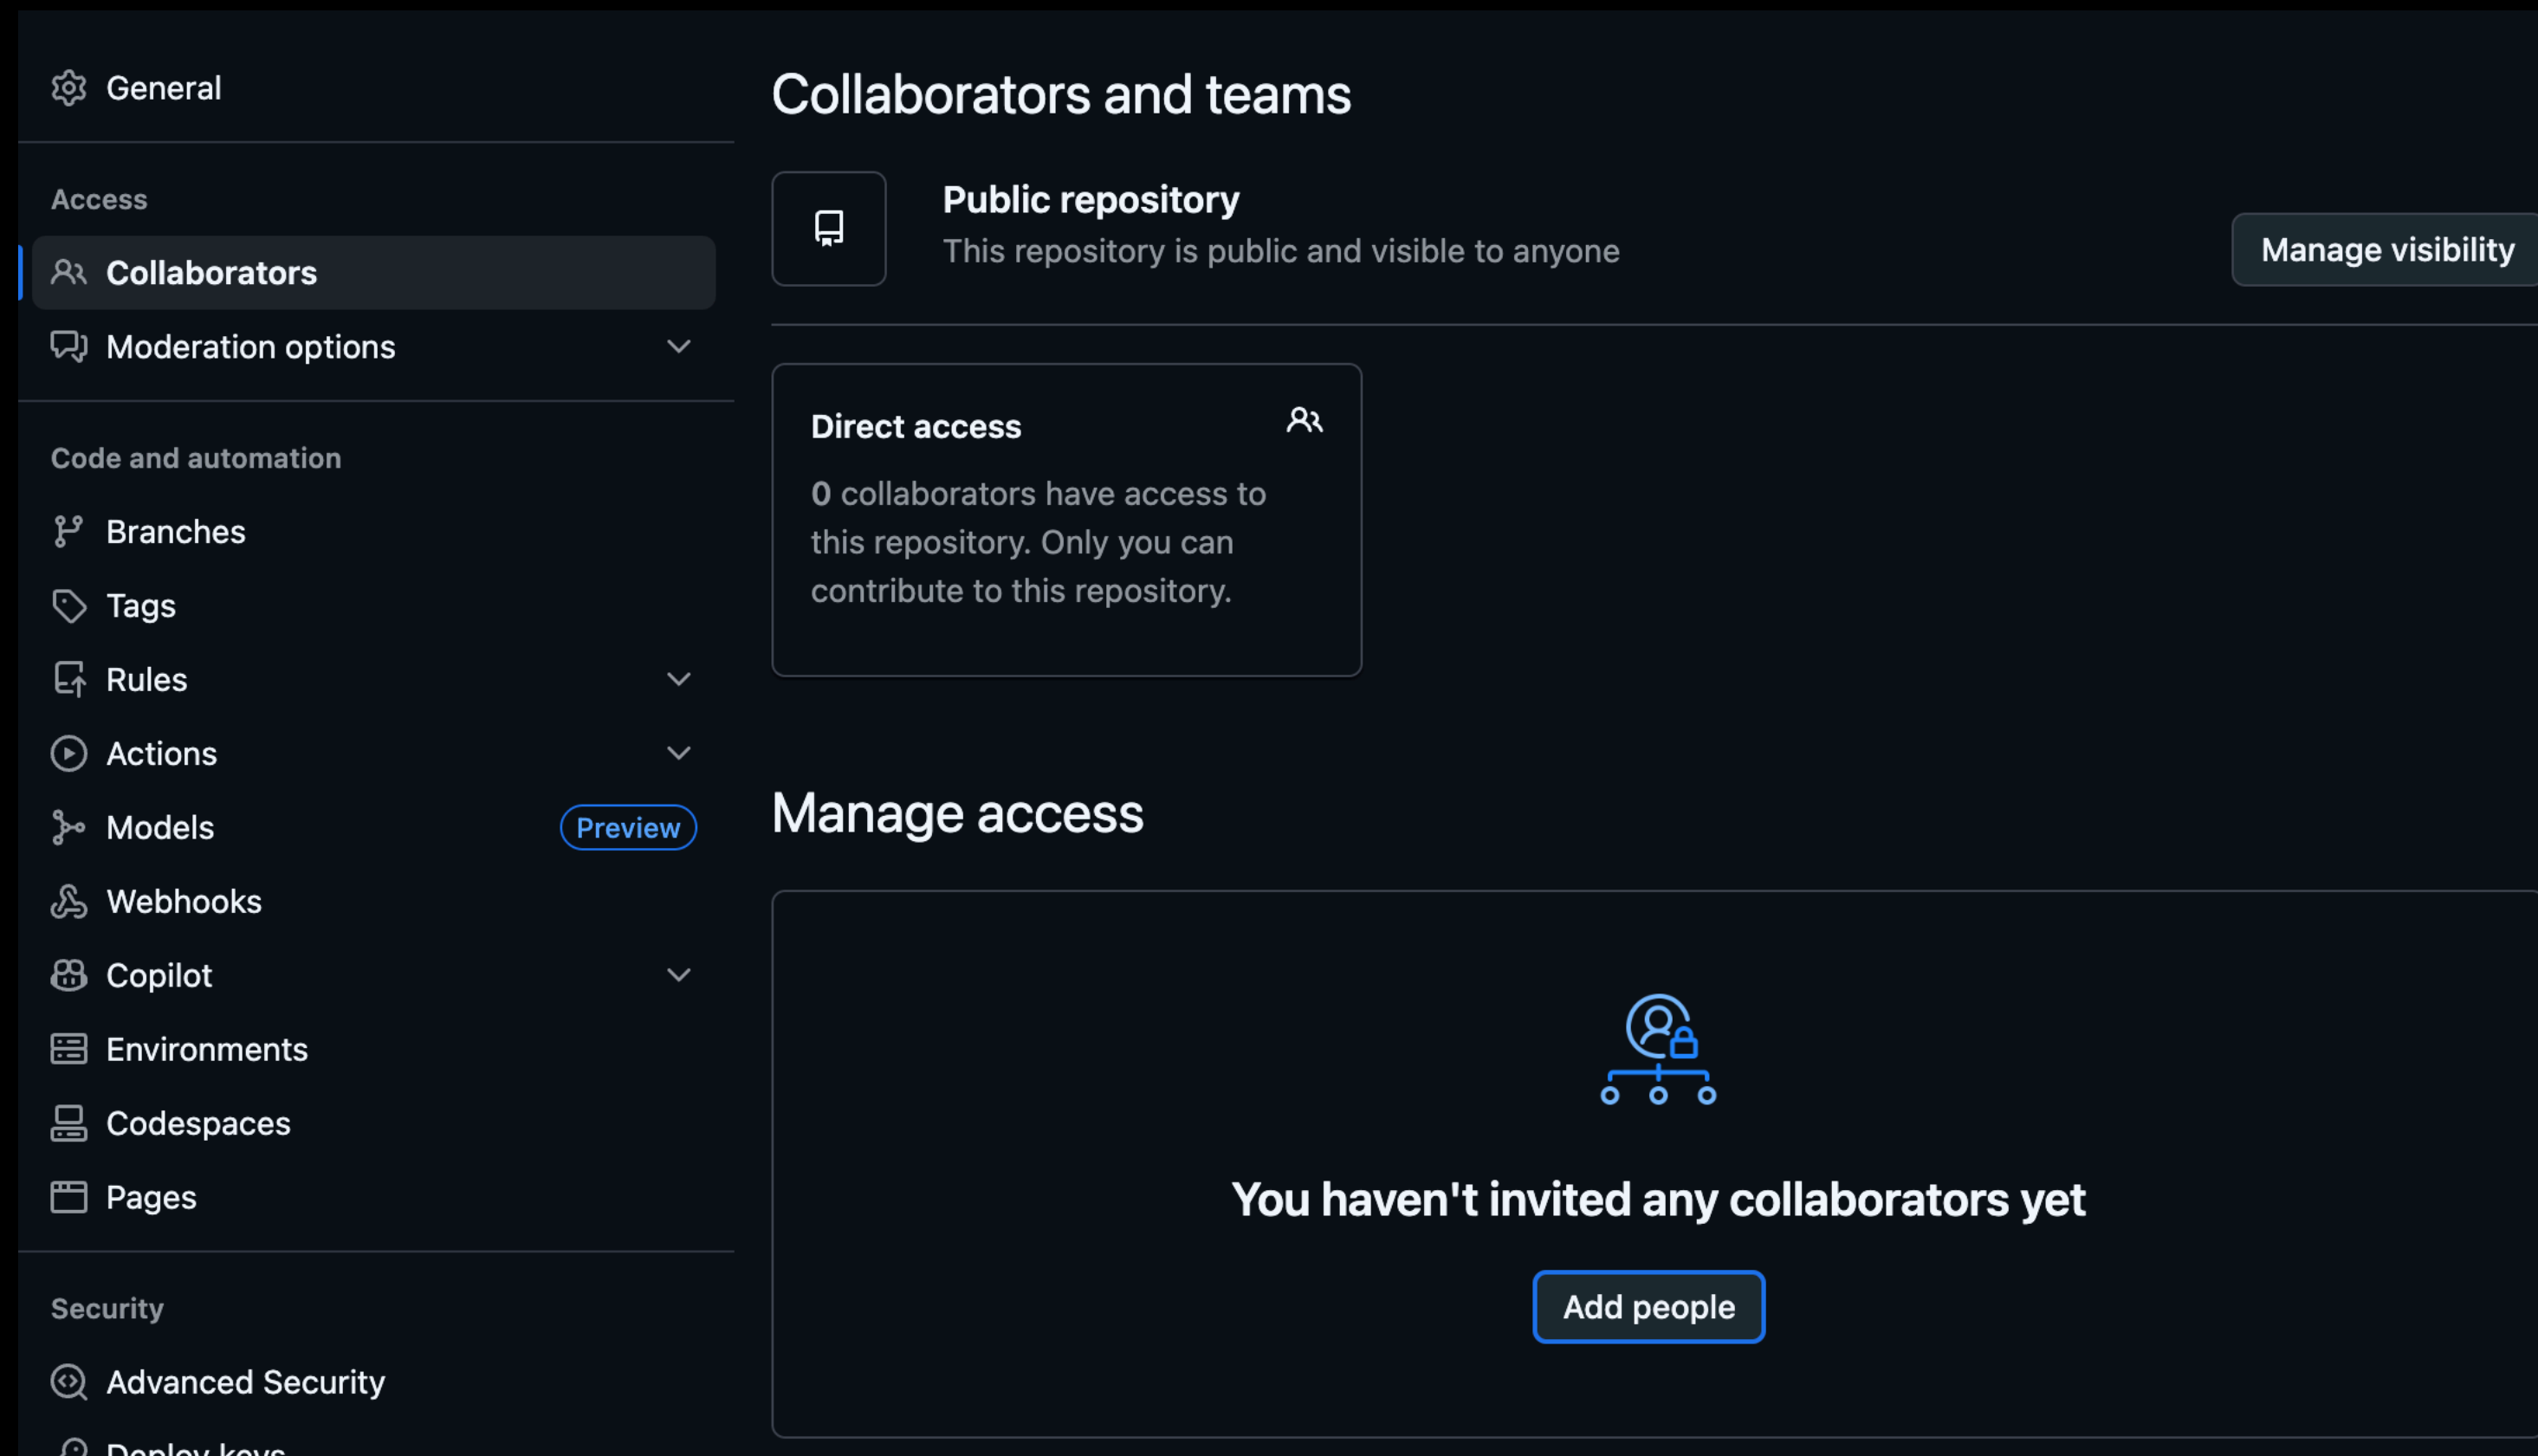 General
Access
Collaborators
Moderation options
Code and automation
Branches
Tags
Rules
Actions
Models
Preview
Webhooks
Copilot
Environments
Codespaces
Pages
Security
Advanced Security
Deploy keys
Collaborators and teams
Public repository
This repository is public and visible to anyone
Manage visibility
Direct access
0 collaborators have access to
this repository. Only you can
contribute to this repository.
Manage access
You haven't invited any collaborators yet
Add people